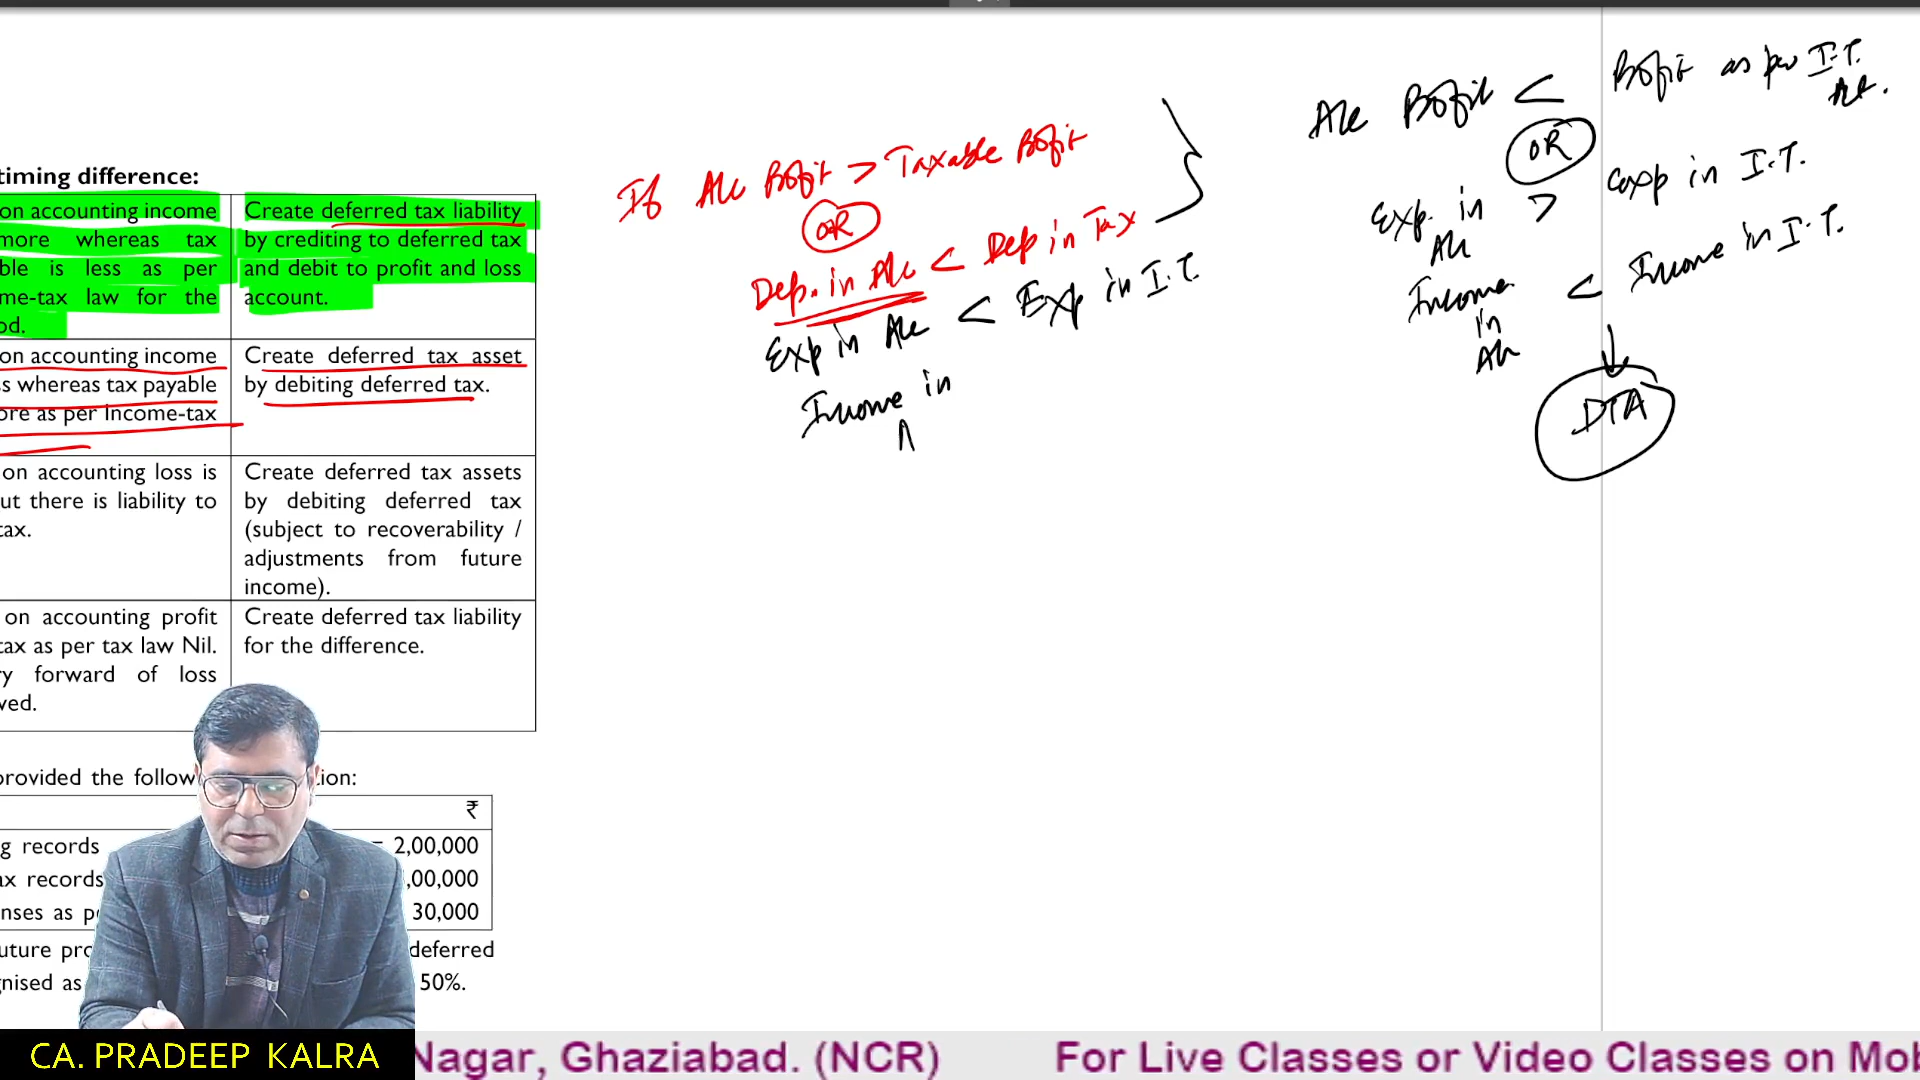 timing difference:
on accounting income
more whereas tax
ble is less as per
me-tax law for the
od.
Create deferred tax liability
by crediting to deferred tax
and debit to profit and loss
account.
on accounting income
s whereas tax payable
ore as per Income-tax
Create deferred tax asset
by debiting deferred tax.
on accounting loss is
ut there is liability to
tax.
Create deferred tax assets
by debiting deferred tax
(subject to recoverability /
adjustments from future
income).
on accounting profit
tax as per tax law Nil.
ry forward of loss
ved.
Create deferred tax liability
for the difference.
provided the follow
ion:
₹
g records
2,00,000
ax records
,00,000
nses as pe
30,000
uture pro
deferred
gnised as
50%.
If A/c Profit > Taxable Profit
OR
Dep. in A/c < Dep in Tax
Exp in A/c < Exp in I.T.
Income in
A
A/c Profit < Profit as per I.T. Act.
OR
Exp. in A/c > exp in I.T.
Income in A/c < Income in I.T.
DTA
CA. PRADEEP KALRA
Nagar, Ghaziabad. (NCR)
For Live Classes or Video Classes on Mob